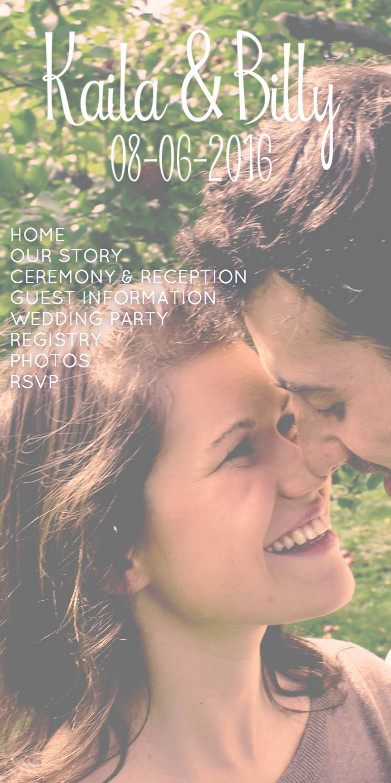 Kaila & Billy
08-06-2016
HOME
OUR STORY
CEREMONY & RECEPTION
GUEST INFORMATION
WEDDING PARTY
REGISTRY
PHOTOS
RSVP